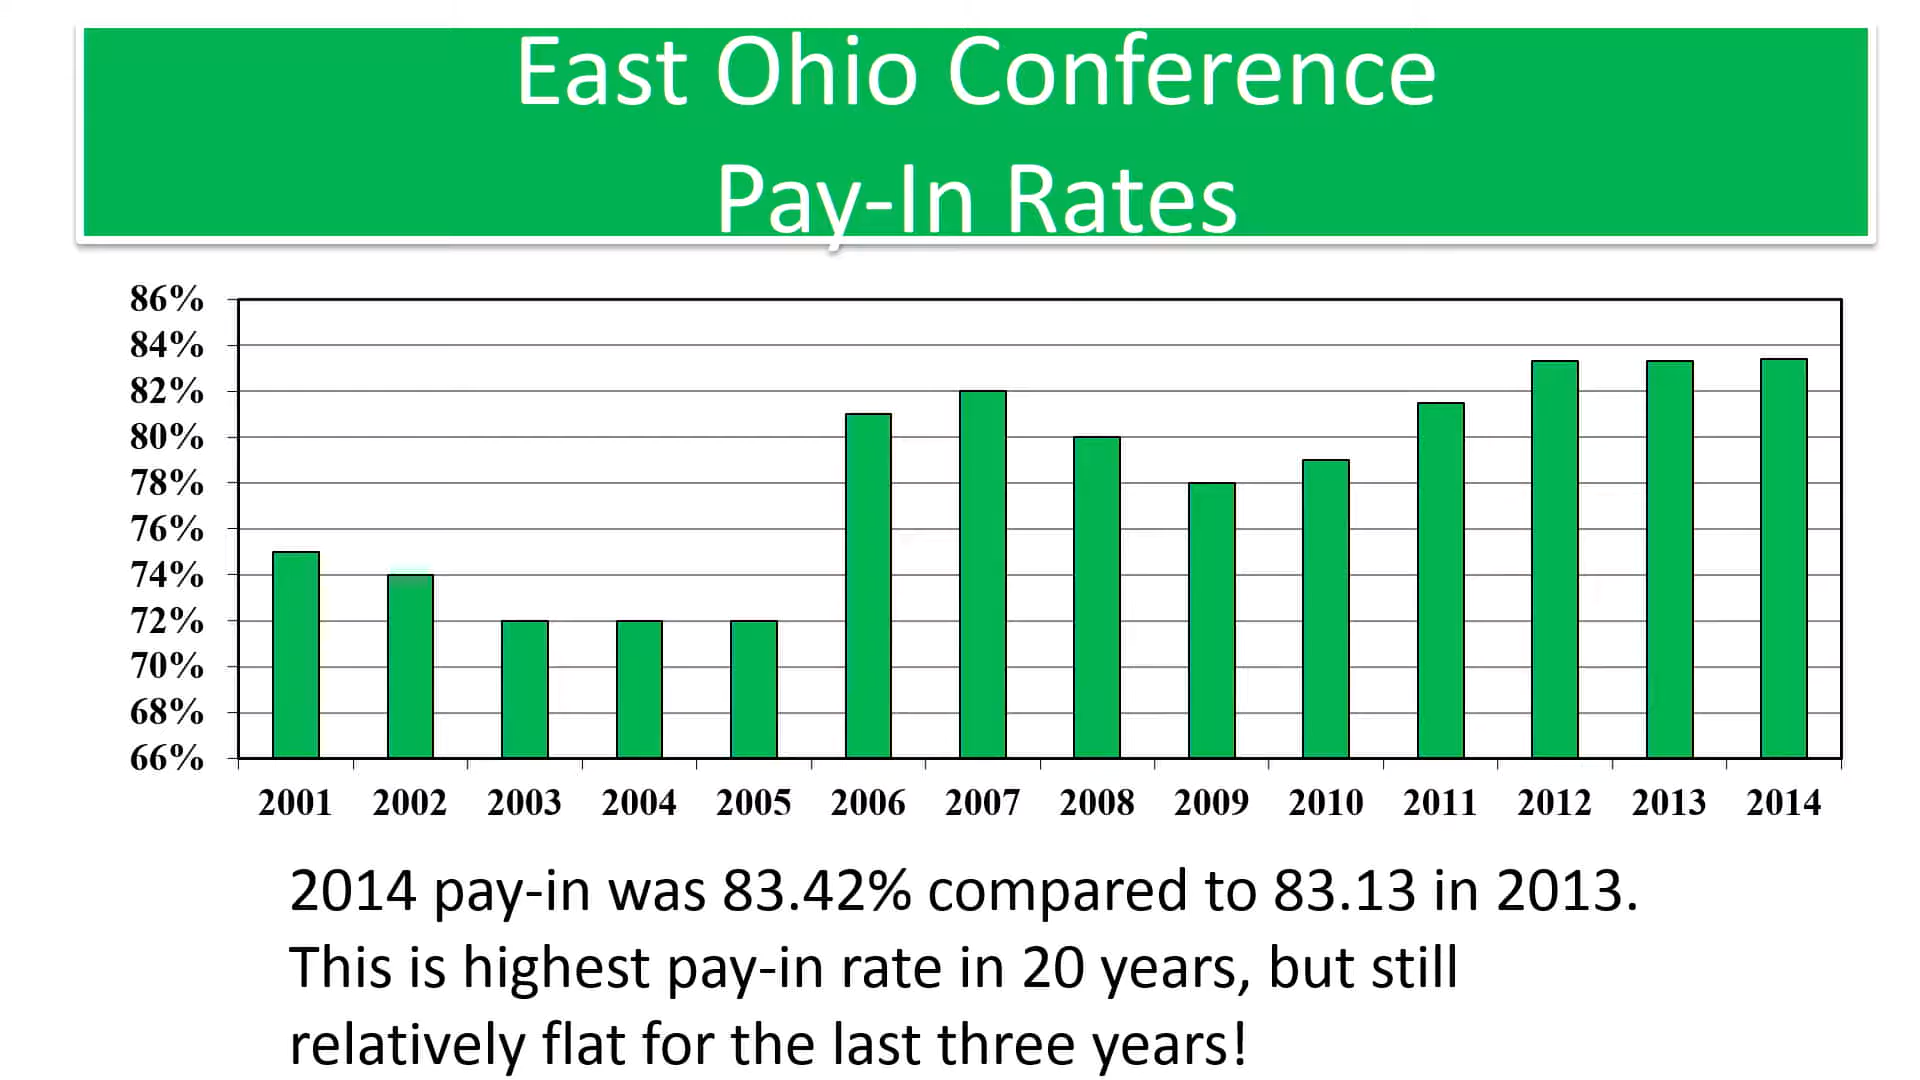 East Ohio Conference
Pay-In Rates
86%
84%
82%
80%
78%
76%
74%
72%
70%
68%
66%
2001 2002 2003 2004 2005 2006 2007 2008 2009 2010 2011 2012 2013 2014
2014 pay-in was 83.42% compared to 83.13 in 2013.
This is highest pay-in rate in 20 years, but still
relatively flat for the last three years!